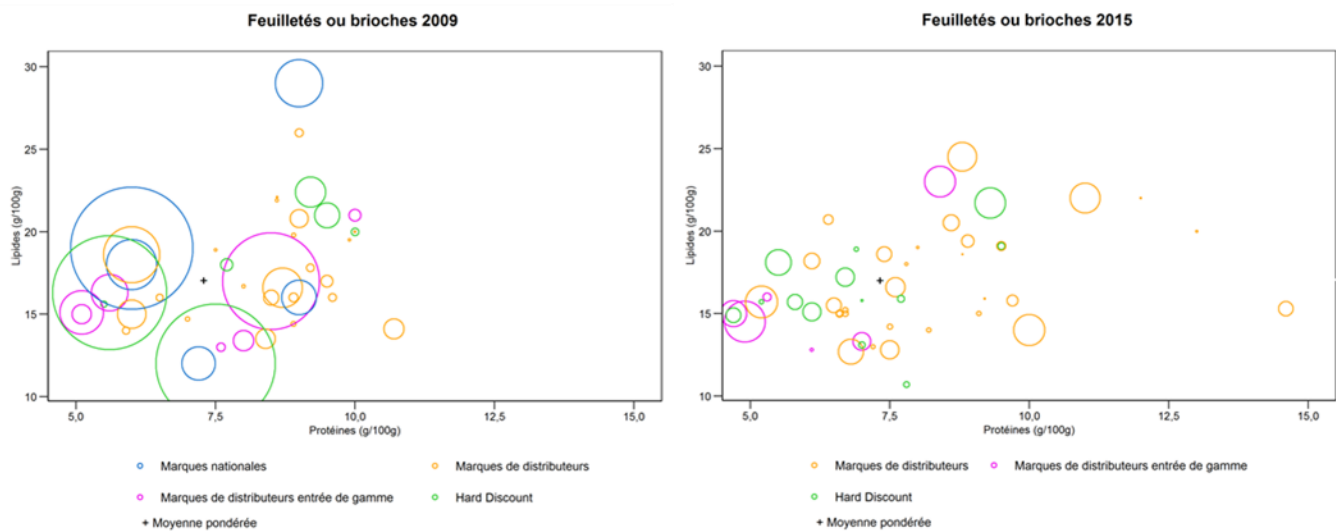 Feuilletés ou brioches 2009
Lipides (g/100g)
30
25
20
15
10
5,0
7,5
10,0
12,5
15,0
Protéines (g/100g)
Marques nationales
Marques de distributeurs
Marques de distributeurs entrée de gamme
Hard Discount
+ Moyenne pondérée
Feuilletés ou brioches 2015
Lipides (g/100g)
30
25
20
15
10
5,0
7,5
10,0
12,5
15,0
Protéines (g/100g)
Marques de distributeurs
Marques de distributeurs entrée de gamme
Hard Discount
+ Moyenne pondérée